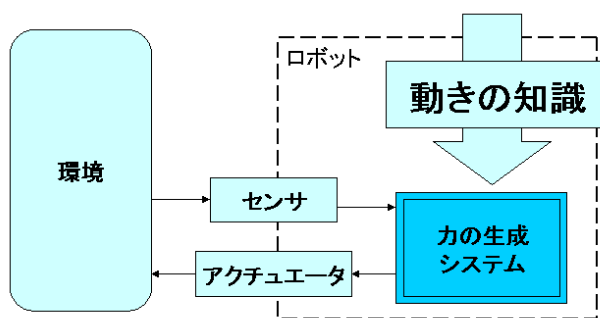 ロボット
動きの知識
環境
センサ
力の生成
システム
アクチュエータ